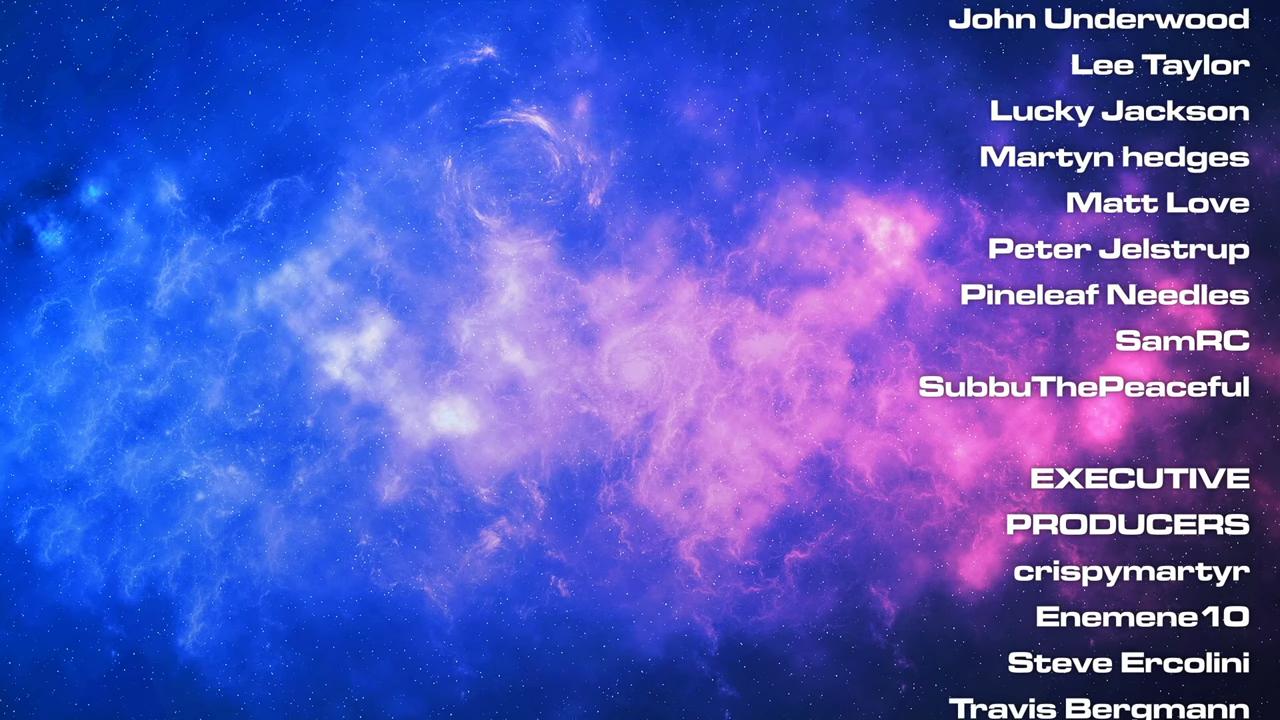 John Underwood
Lee Taylor
Lucky Jackson
Martyn hedges
Matt Love
Peter Jelstrup
Pineleaf Needles
SamRC
SubbuThePeaceful
EXECUTIVE
PRODUCERS
crispymartyr
Enemene10
Steve Ercolini
Travis Bergmann